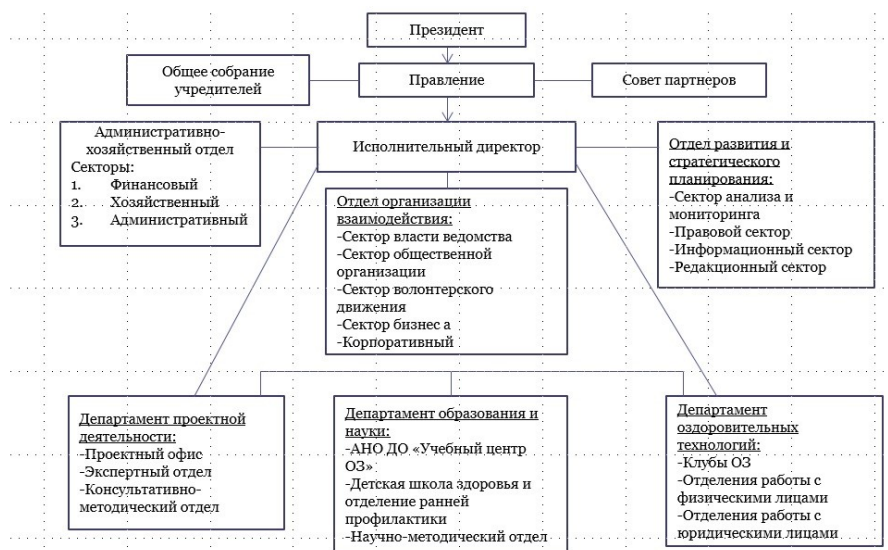 Президент
Общее собрание
учредителей
Правление
Совет партнеров
Административно-
хозяйственный отдел
Секторы:
1. Финансовый
2. Хозяйственный
3. Административный
Исполнительный директор
Отдел развития и
стратегического
планирования:
-Сектор анализа и
мониторинга
-Правовой сектор
-Информационный сектор
-Редакционный сектор
Отдел организации
взаимодействия:
-Сектор власти ведомства
-Сектор общественной
организации
-Сектор волонтерского
движения
-Сектор бизнес а
-Корпоративный
Департамент проектной
деятельности:
-Проектный офис
-Экспертный отдел
-Консультативно-
методический отдел
Департамент образования и
науки:
-АНО ДО «Учебный центр
ОЗ»
-Детская школа здоровья и
отделение ранней
профилактики
-Научно-методический отдел
Департамент
оздоровительных
технологий:
-Клубы ОЗ
-Отделения работы с
физическими лицами
-Отделения работы с
юридическими лицами